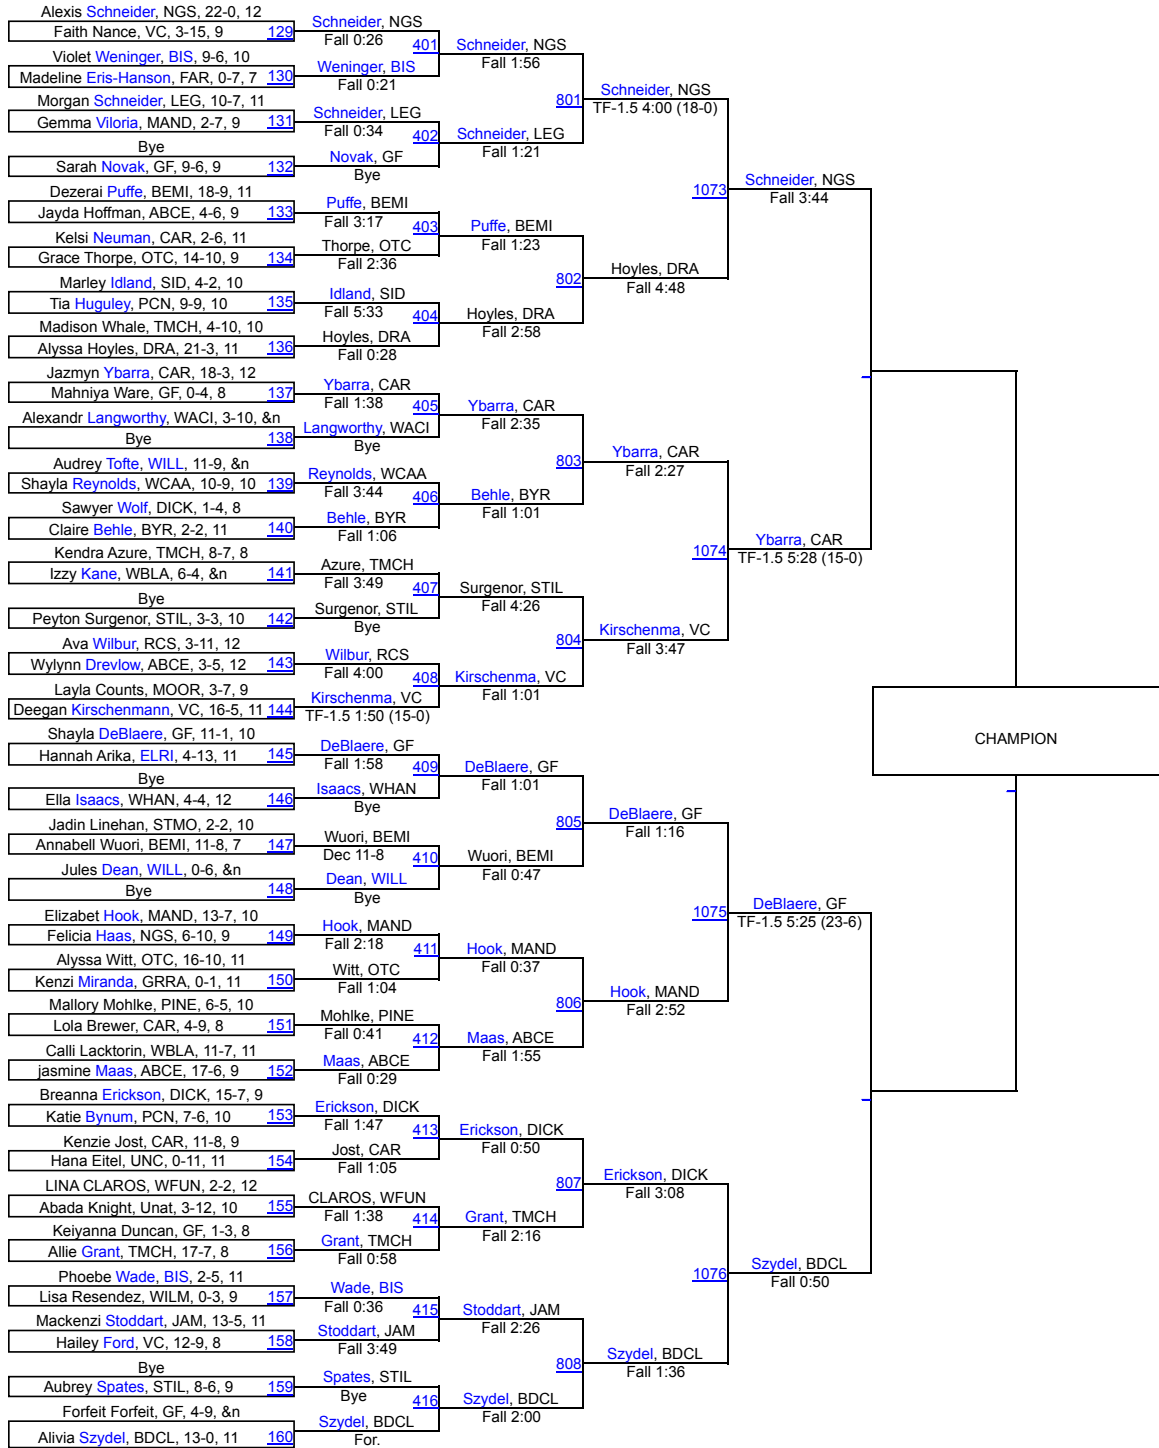 Alexis Schneider, NGS, 22-0, 12
Faith Nance, VC, 3-15, 9 129
Violet Weninger, BIS, 9-6, 10
Madeline Eris-Hanson, FAR, 0-7, 7 130
Morgan Schneider, LEG, 10-7, 11
Gemma Viloria, MAND, 2-7, 9 131
Bye
Sarah Novak, GF, 9-6, 9 132
Dezerai Puffe, BEMI, 18-9, 11
Jayda Hoffman, ABCE, 4-6, 9 133
Kelsi Neuman, CAR, 2-6, 11
Grace Thorpe, OTC, 14-10, 9 134
Marley Idland, SID, 4-2, 10
Tia Huguley, PCN, 9-9, 10 135
Madison Whale, TMCH, 4-10, 10
Alyssa Hoyles, DRA, 21-3, 11 136
Jazmyn Ybarra, CAR, 18-3, 12
Mahniya Ware, GF, 0-4, 8 137
Alexandr Langworthy, WACI, 3-10, &n
Bye 138
Audrey Tofte, WILL, 11-9, &n
Shayla Reynolds, WCAA, 10-9, 10 139
Sawyer Wolf, DICK, 1-4, 8
Claire Behle, BYR, 2-2, 11 140
Kendra Azure, TMCH, 8-7, 8
Izzy Kane, WBLA, 6-4, &n 141
Bye
Peyton Surgenor, STIL, 3-3, 10 142
Ava Wilbur, RCS, 3-11, 12
Wylynn Drevlow, ABCE, 3-5, 12 143
Layla Counts, MOOR, 3-7, 9
Deegan Kirschenmann, VC, 16-5, 11 144
Shayla DeBlaere, GF, 11-1, 10
Hannah Arika, ELRI, 4-13, 11 145
Bye
Ella Isaacs, WHAN, 4-4, 12 146
Jadin Linehan, STMO, 2-2, 10
Annabell Wuori, BEMI, 11-8, 7 147
Jules Dean, WILL, 0-6, &n
Bye 148
Elizabet Hook, MAND, 13-7, 10
Felicia Haas, NGS, 6-10, 9 149
Alyssa Witt, OTC, 16-10, 11
Kenzi Miranda, GRRA, 0-1, 11 150
Mallory Mohlke, PINE, 6-5, 10
Lola Brewer, CAR, 4-9, 8 151
Calli Lacktorin, WBLA, 11-7, 11
jasmine Maas, ABCE, 17-6, 9 152
Breanna Erickson, DICK, 15-7, 9
Katie Bynum, PCN, 7-6, 10 153
Kenzie Jost, CAR, 11-8, 9
Hana Eitel, UNC, 0-11, 11 154
LINA CLAROS, WFUN, 2-2, 12
Abada Knight, Unat, 3-12, 10 155
Keiyanna Duncan, GF, 1-3, 8
Allie Grant, TMCH, 17-7, 8 156
Phoebe Wade, BIS, 2-5, 11
Lisa Resendez, WILM, 0-3, 9 157
Mackenzi Stoddart, JAM, 13-5, 11
Hailey Ford, VC, 12-9, 8 158
Bye
Aubrey Spates, STIL, 8-6, 9 159
Forfeit Forfeit, GF, 4-9, &n
Alivia Szydel, BDCL, 13-0, 11 160
Schneider, NGS
Fall 0:26
401
Weninger, BIS
Fall 0:21
Schneider, LEG
Fall 0:34
402
Novak, GF
Bye
Puffe, BEMI
Fall 3:17
403
Thorpe, OTC
Fall 2:36
Idland, SID
Fall 5:33
404
Hoyles, DRA
Fall 0:28
Ybarra, CAR
Fall 1:38
405
Langworthy, WACI
Bye
Reynolds, WCAA
Fall 3:44
406
Behle, BYR
Fall 1:06
Azure, TMCH
Fall 3:49
407
Surgenor, STIL
Bye
Wilbur, RCS
Fall 4:00
408
Kirschenma, VC
TF-1.5 1:50 (15-0)
DeBlaere, GF
Fall 1:58
409
Isaacs, WHAN
Bye
Wuori, BEMI
Dec 11-8
410
Dean, WILL
Bye
Hook, MAND
Fall 2:18
411
Witt, OTC
Fall 1:04
Mohlke, PINE
Fall 0:41
412
Maas, ABCE
Fall 0:29
Erickson, DICK
Fall 1:47
413
Jost, CAR
Fall 1:05
CLAROS, WFUN
Fall 1:38
414
Grant, TMCH
Fall 0:58
Wade, BIS
Fall 0:36
415
Stoddart, JAM
Fall 3:49
Spates, STIL
Bye
416
Szydel, BDCL
For.
Schneider, NGS
Fall 1:56
801
Schneider, LEG
Fall 1:21
Puffe, BEMI
Fall 1:23
802
Hoyles, DRA
Fall 2:58
Ybarra, CAR
Fall 2:35
803
Behle, BYR
Fall 1:01
Surgenor, STIL
Fall 4:26
804
Kirschenma, VC
Fall 1:01
DeBlaere, GF
Fall 1:01
805
Wuori, BEMI
Fall 0:47
Hook, MAND
Fall 0:37
806
Maas, ABCE
Fall 1:55
Erickson, DICK
Fall 0:50
807
Grant, TMCH
Fall 2:16
Stoddart, JAM
Fall 2:26
808
Szydel, BDCL
Fall 2:00
Schneider, NGS
TF-1.5 4:00 (18-0)
1073
Hoyles, DRA
Fall 4:48
Ybarra, CAR
Fall 2:27
1074
Kirschenma, VC
Fall 3:47
DeBlaere, GF
Fall 1:16
1075
Hook, MAND
Fall 2:52
Erickson, DICK
Fall 3:08
1076
Szydel, BDCL
Fall 1:36
Schneider, NGS
Fall 3:44
Ybarra, CAR
TF-1.5 5:28 (15-0)
DeBlaere, GF
TF-1.5 5:25 (23-6)
Szydel, BDCL
Fall 0:50
CHAMPION